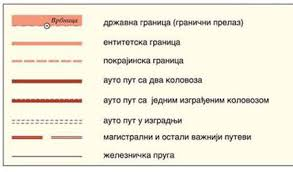 Врбница
државна граница (гранични прелаз)
ентитетска граница
покрајинска граница
ауто пут са два коловоза
ауто пут са једним изграђеним коловозом
ауто пут у изградњи
магистрални и остали важнији путеви
железничка пруга